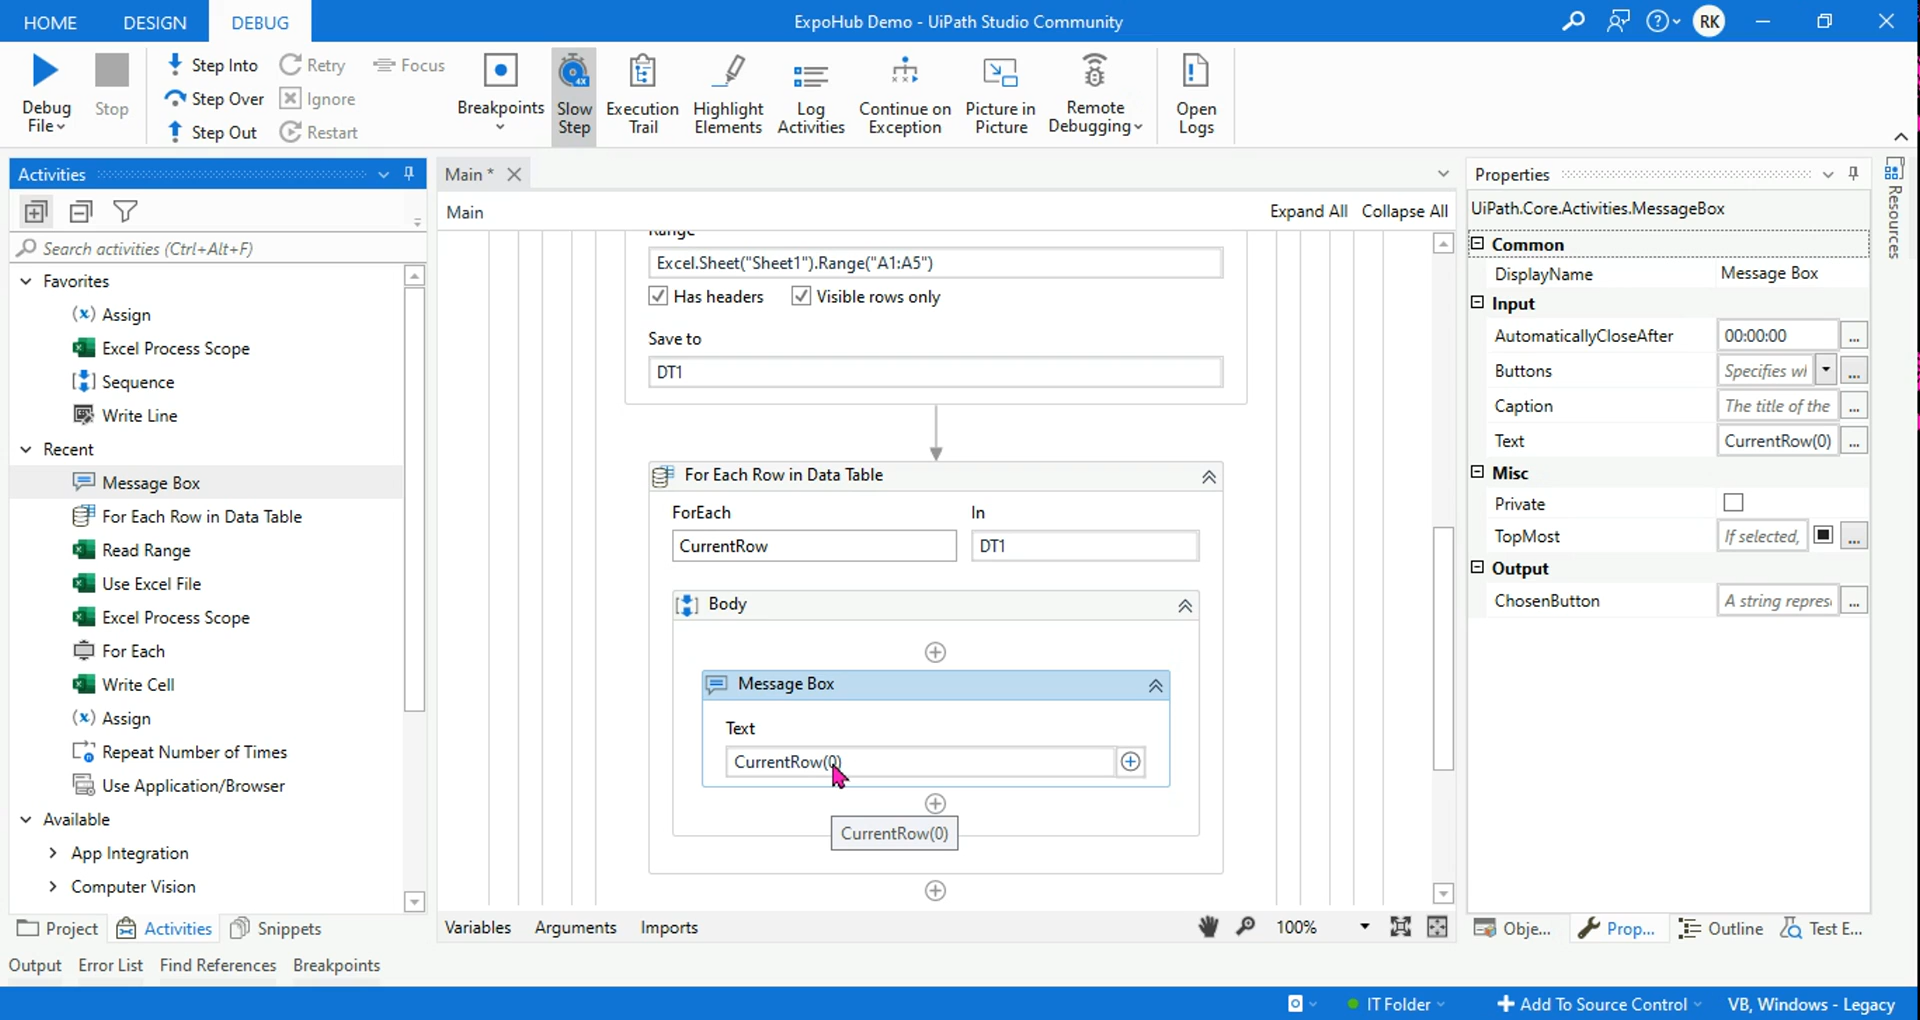 HOME DESIGN DEBUG
ExpoHub Demo - UiPath Studio Community
RK
Debug File
Stop
Step Into
Step Over
Step Out
Retry
Ignore
Restart
Focus
Breakpoints
4X
Slow Step
Execution Trail
Highlight Elements
Log Activities
Continue on Exception
Picture in Picture
Remote Debugging
Open Logs
Activities
Search activities (Ctrl+Alt+F)
Favorites
Assign
Excel Process Scope
Sequence
Write Line
Recent
Message Box
For Each Row in Data Table
Read Range
Use Excel File
Excel Process Scope
For Each
Write Cell
Assign
Repeat Number of Times
Use Application/Browser
Available
App Integration
Computer Vision
Project Activities Snippets
Main *
Main
Expand All Collapse All
Range
Excel.Sheet("Sheet1").Range("A1:A5")
Has headers Visible rows only
Save to
DT1
For Each Row in Data Table
ForEach In
CurrentRow DT1
Body
Message Box
Text
CurrentRow(0)
CurrentRow(0)
Variables Arguments Imports
100%
Properties
UiPath.Core.Activities.MessageBox
Common
DisplayName Message Box
Input
AutomaticallyCloseAfter 00:00:00 ...
Buttons Specifies wl ...
Caption The title of the ...
Text CurrentRow(0) ...
Misc
Private
TopMost If selected, ...
Output
ChosenButton A string repres ...
Obje... Prop... Outline Test E...
Resources
Output Error List Find References Breakpoints
IT Folder
Add To Source Control
VB, Windows - Legacy